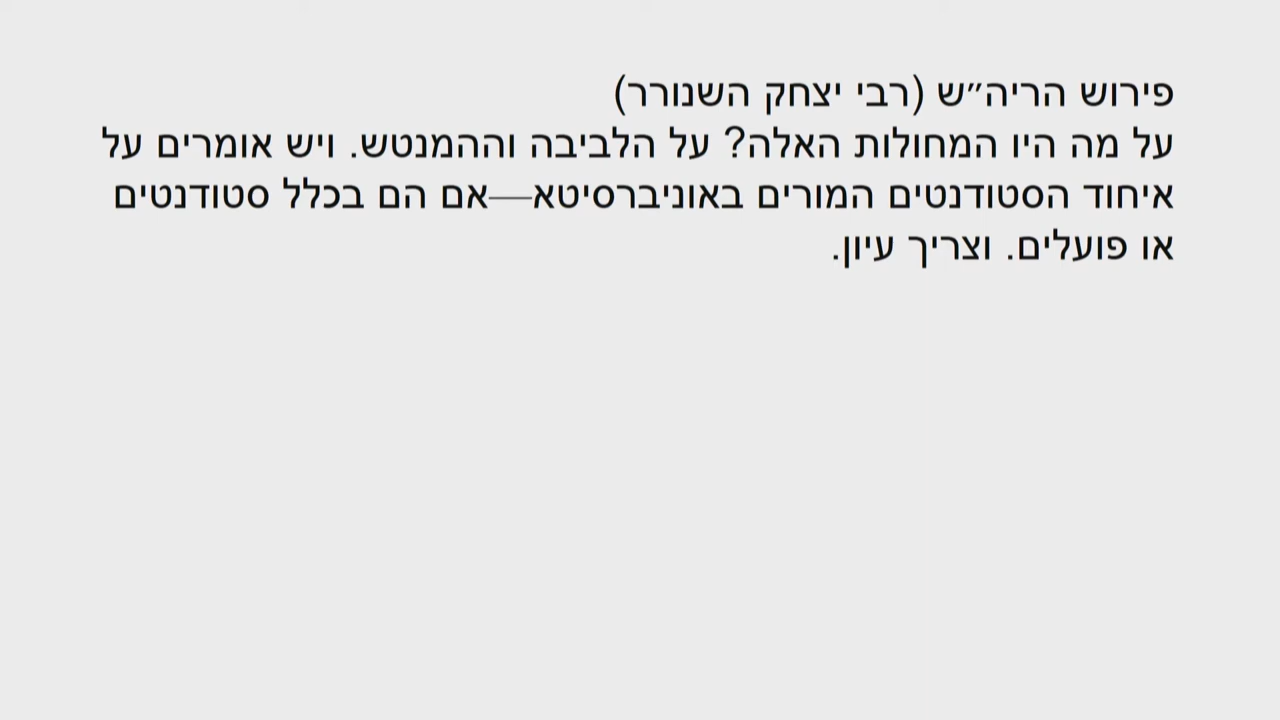 פירוש הריה״ש (רבי יצחק השנורר)
על מה היו המחולות האלה? על הלביבה וההמנטש. ויש אומרים על
איחוד הסטודנטים המורים באוניברסיטא—אם הם בכלל סטודנטים
או פועלים. וצריך עיון.